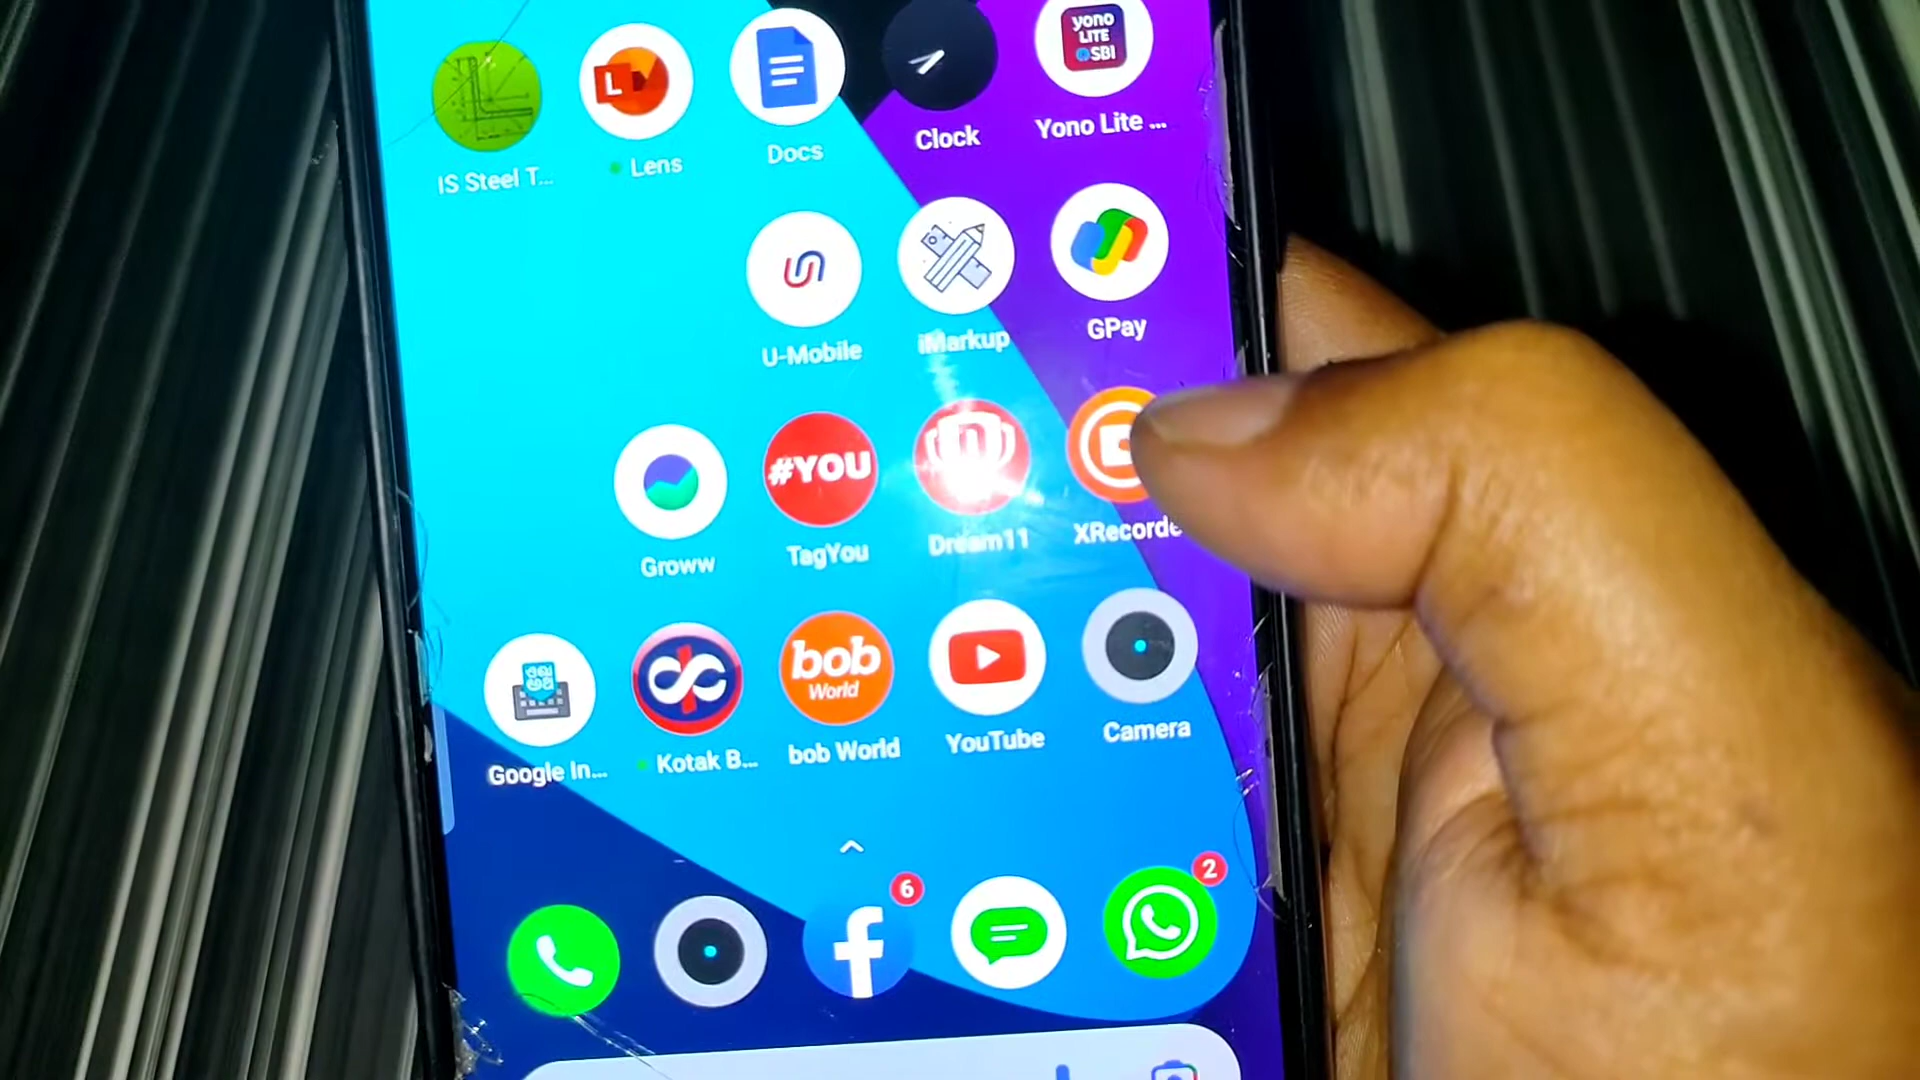 yono
LITE
SBI
L
IS Steel T...
Lens
Docs
Clock
Yono Lite ...
U-Mobile
iMarkup
GPay
#YOU
Groww
TagYou
Dream11
XRecorde
bob
World
Google In...
Kotak B...
bob World
YouTube
Camera
6
2